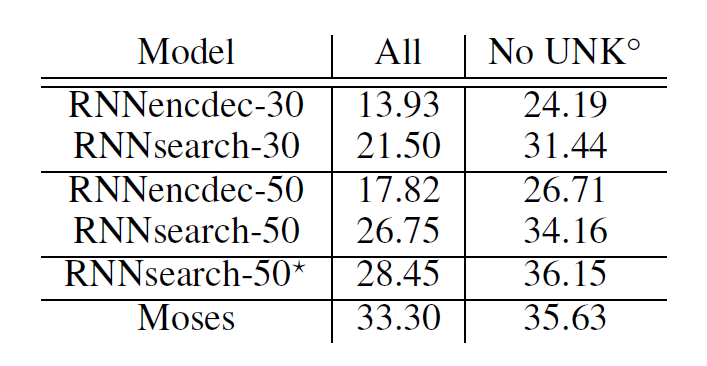 Model All No UNK°
RNNencdec-30 13.93 24.19
RNNsearch-30 21.50 31.44
RNNencdec-50 17.82 26.71
RNNsearch-50 26.75 34.16
RNNsearch-50⋆ 28.45 36.15
Moses 33.30 35.63